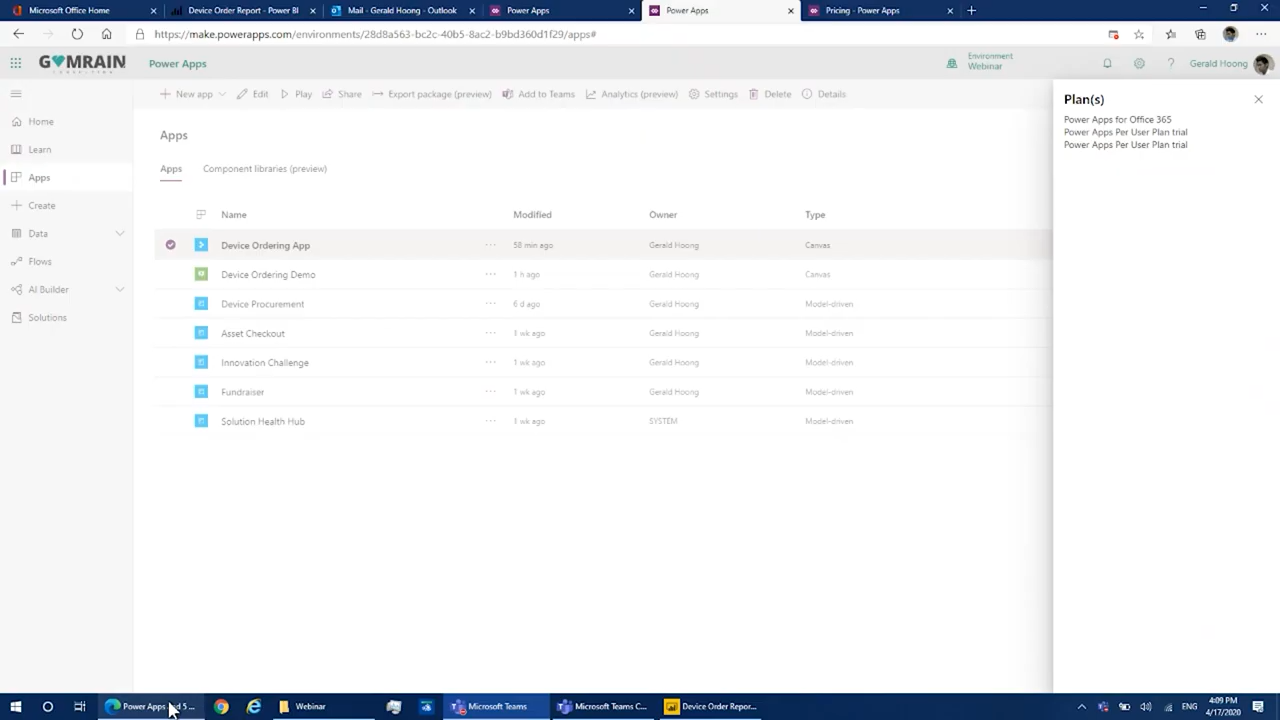 Microsoft Office Home
Device Order Report - Power BI
Mail - Gerald Hoong - Outlook
Power Apps
Power Apps
Pricing - Power Apps
https://make.powerapps.com/environments/28d8a563-bc2c-40b5-8ac2-b9bd360d1f29/apps#
G MRAIN
CONSULTING
Power Apps
Environment
Webinar
Gerald Hoong
New app
Edit
Play
Share
Export package (preview)
Add to Teams
Analytics (preview)
Settings
Delete
Details
Plan(s)
Power Apps for Office 365
Power Apps Per User Plan trial
Power Apps Per User Plan trial
Home
Learn
Apps
Create
Data
Flows
AI Builder
Solutions
Apps
Apps
Component libraries (preview)
Name
Modified
Owner
Type
Device Ordering App
58 min ago
Gerald Hoong
Canvas
Device Ordering Demo
1 h ago
Gerald Hoong
Canvas
Device Procurement
6 d ago
Gerald Hoong
Model-driven
Asset Checkout
1 wk ago
Gerald Hoong
Model-driven
Innovation Challenge
1 wk ago
Gerald Hoong
Model-driven
Fundraiser
1 wk ago
Gerald Hoong
Model-driven
Solution Health Hub
1 wk ago
SYSTEM
Model-driven
Power Apps nd 5 ...
Webinar
Microsoft Teams
Microsoft Teams C...
Device Order Repor...
ENG
4:09 PM
4/17/2020